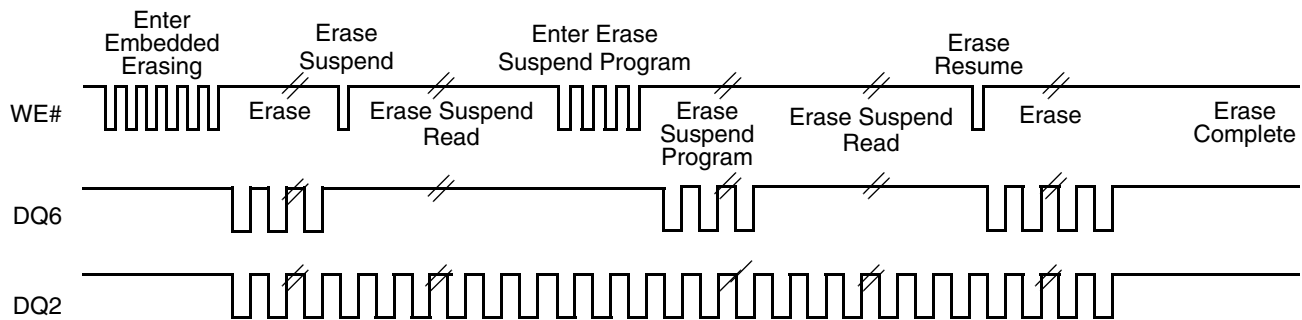 Enter
Embedded
Erasing
Erase
Suspend
Enter Erase
Suspend Program
Erase
Resume
WE#
Erase
Erase Suspend
Read
Erase
Suspend
Program
Erase Suspend
Read
Erase
Erase
Complete
DQ6
DQ2